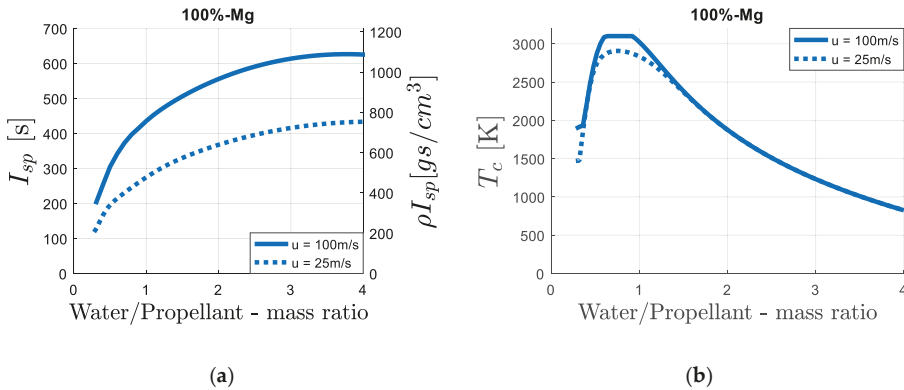 100%-Mg
700
600
500
400
300
200
100
0
I_sp [s]
1200
1000
800
600
400
200
0
ρI_sp[gs/cm^3]
u = 100m/s
u = 25m/s
0 1 2 3 4
Water/Propellant - mass ratio
(a)
100%-Mg
3000
2500
2000
1500
1000
500
0
T_c [K]
u = 100m/s
u = 25m/s
0 1 2 3 4
Water/Propellant - mass ratio
(b)